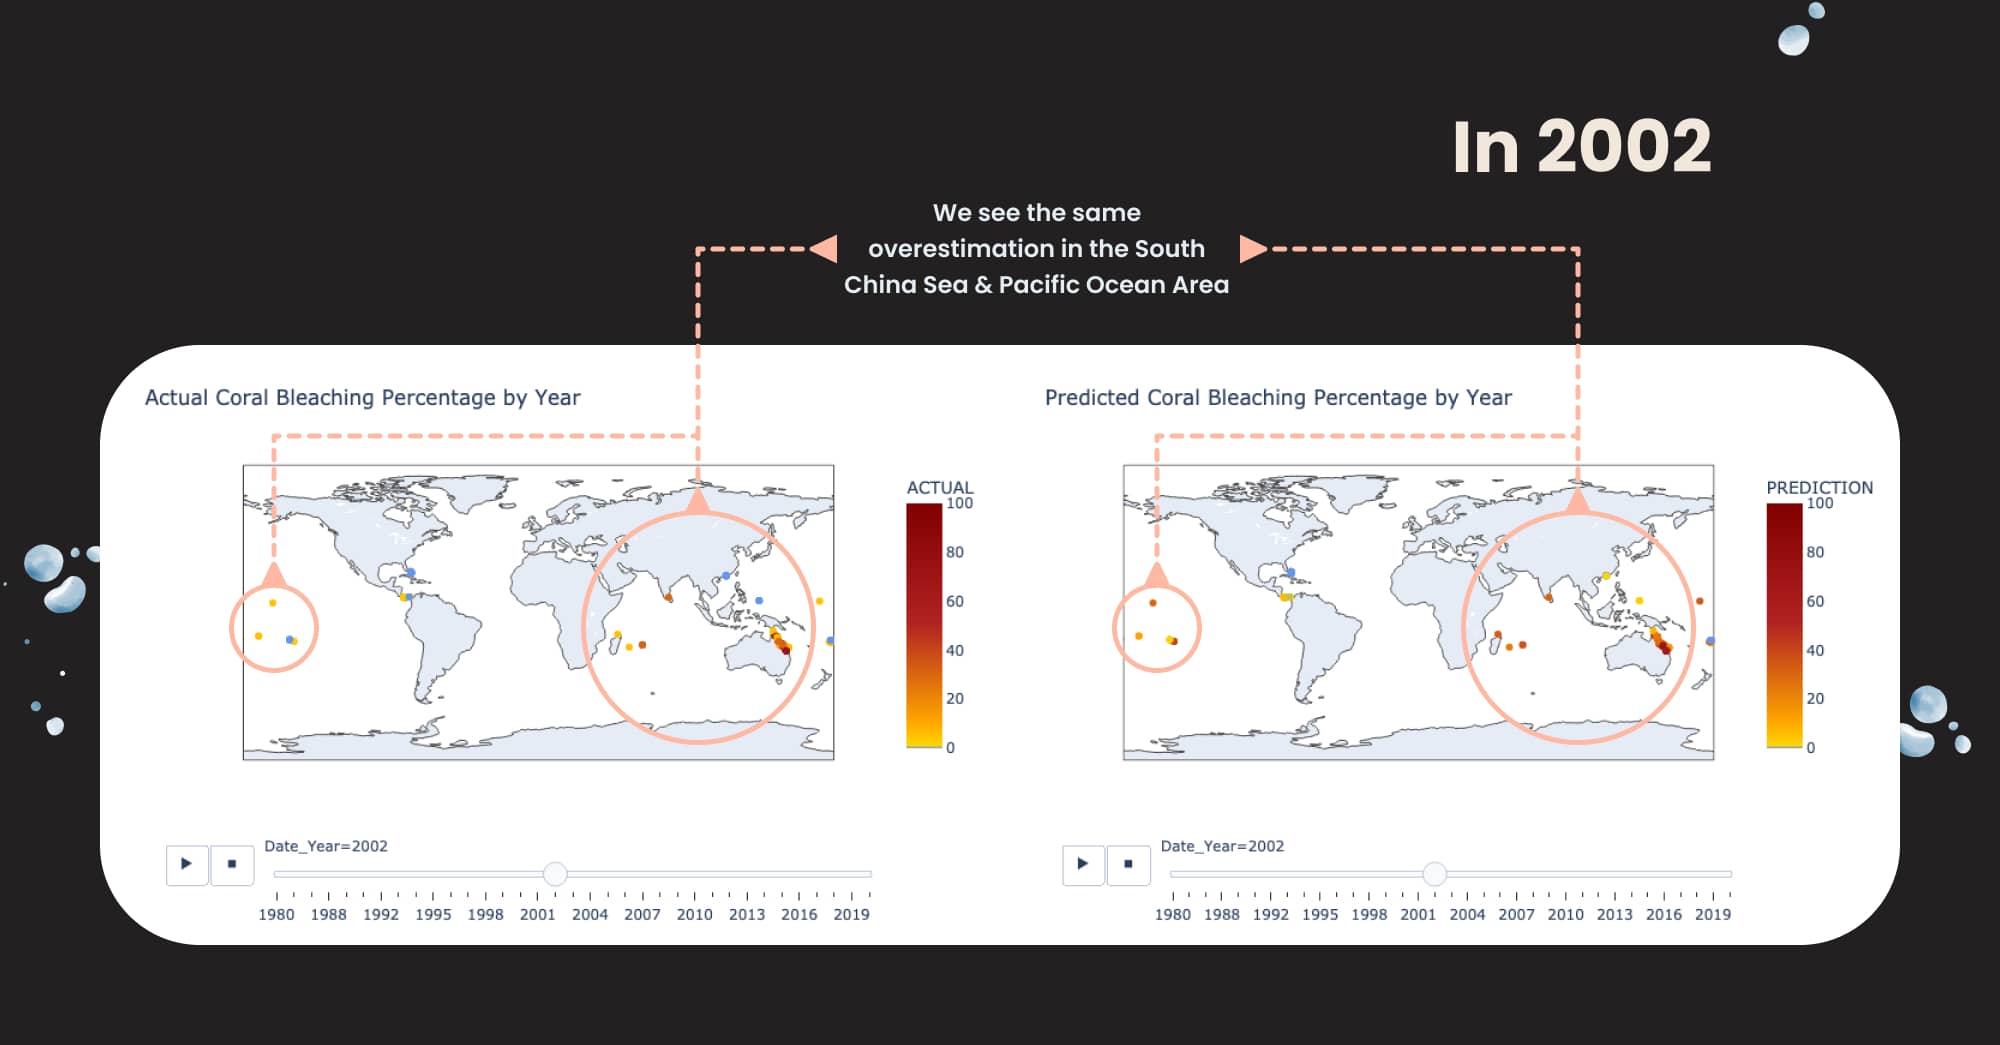 In 2002
We see the same
overestimation in the South
China Sea & Pacific Ocean Area
Actual Coral Bleaching Percentage by Year
ACTUAL
100
80
60
40
20
0
Date_Year=2002
1980 1988 1992 1995 1998 2001 2004 2007 2010 2013 2016 2019
Predicted Coral Bleaching Percentage by Year
PREDICTION
100
80
60
40
20
0
Date_Year=2002
1980 1988 1992 1995 1998 2001 2004 2007 2010 2013 2016 2019